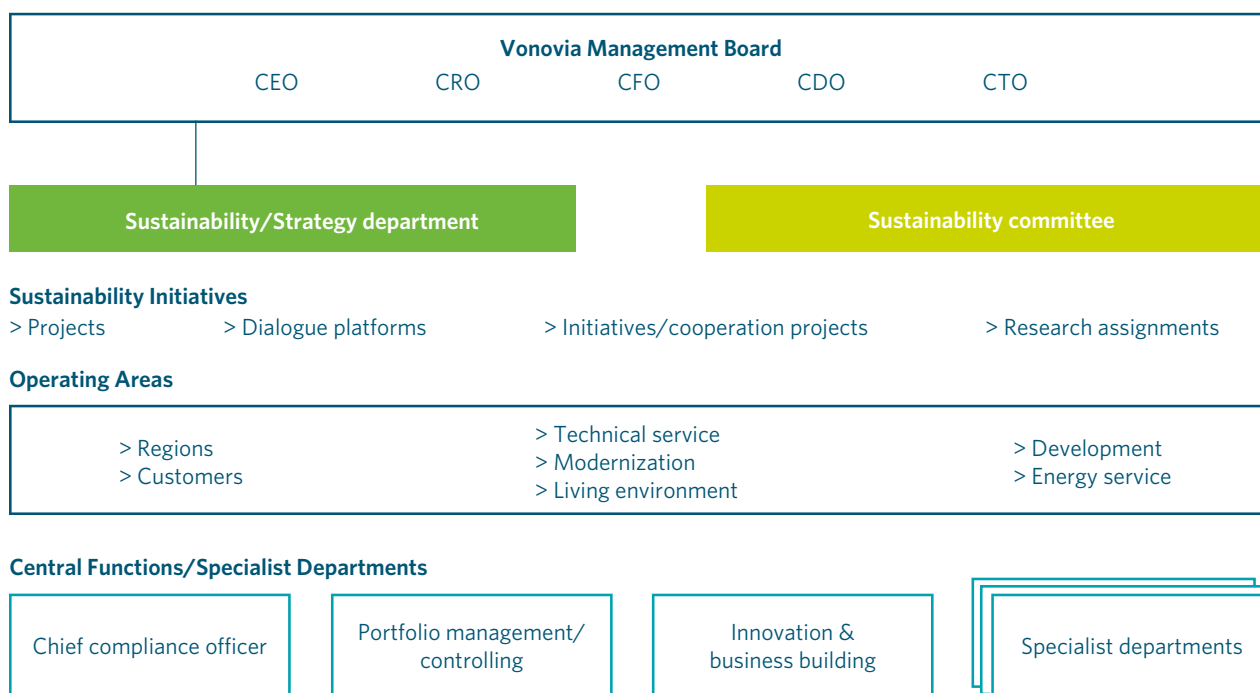 Vonovia Management Board
CEO CRO CFO CDO CTO
Sustainability/Strategy department
Sustainability committee
Sustainability Initiatives
> Projects > Dialogue platforms > Initiatives/cooperation projects > Research assignments
Operating Areas
> Regions
> Customers
> Technical service
> Modernization
> Living environment
> Development
> Energy service
Central Functions/Specialist Departments
Chief compliance officer
Portfolio management/
controlling
Innovation &
business building
Specialist departments